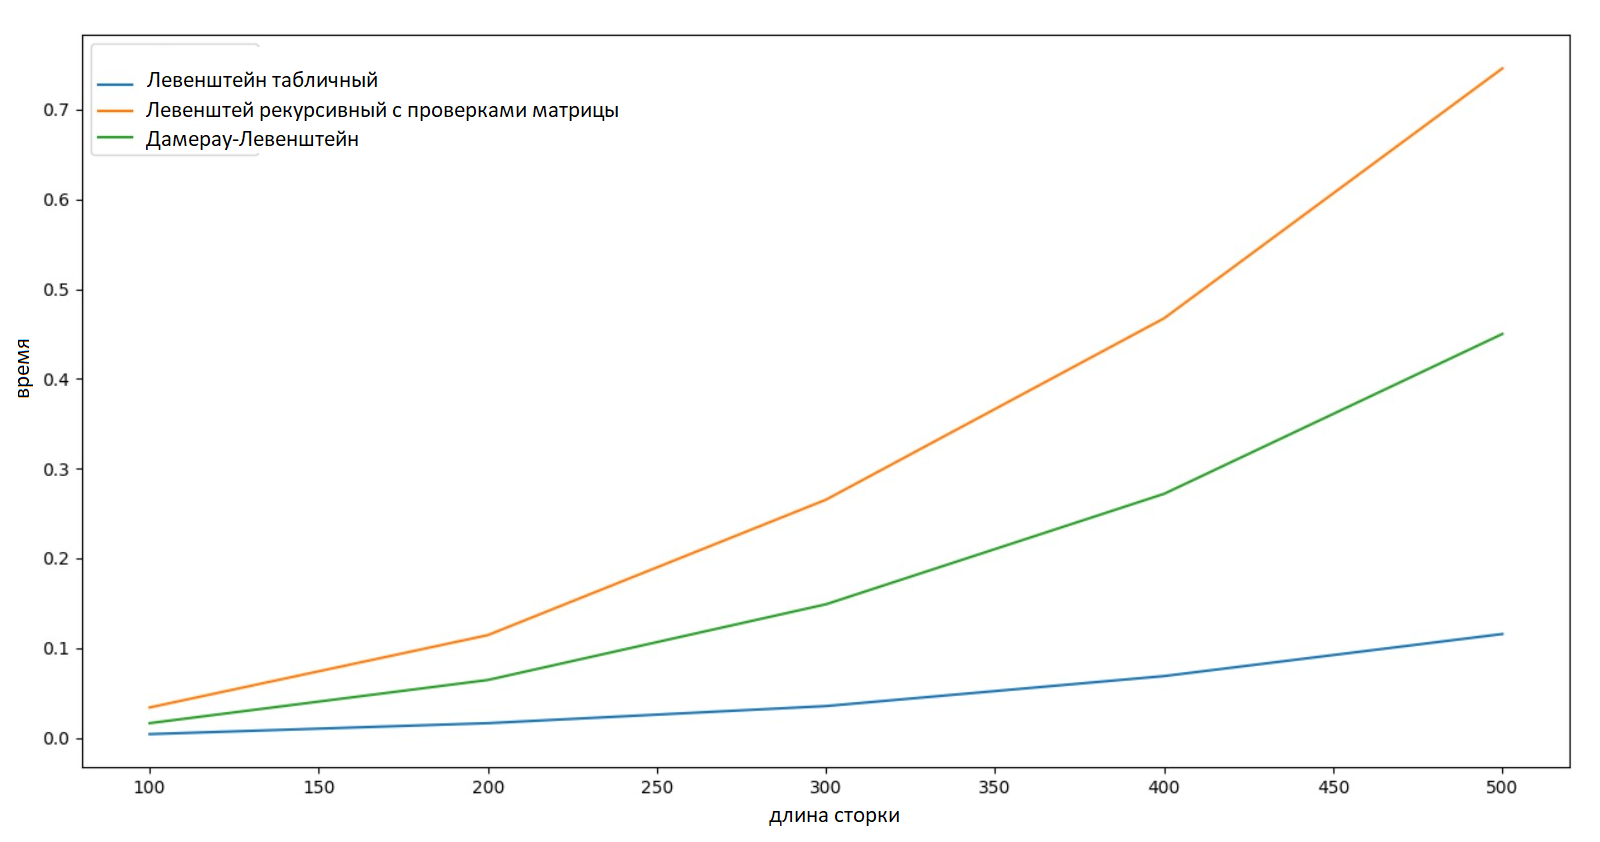 Левенштейн табличный
Левенштей рекурсивный с проверками матрицы
Дамерау-Левенштейн
0.7
0.6
0.5
0.4
0.3
0.2
0.1
0.0
время
100 150 200 250 300 350 400 450 500
длина сторки